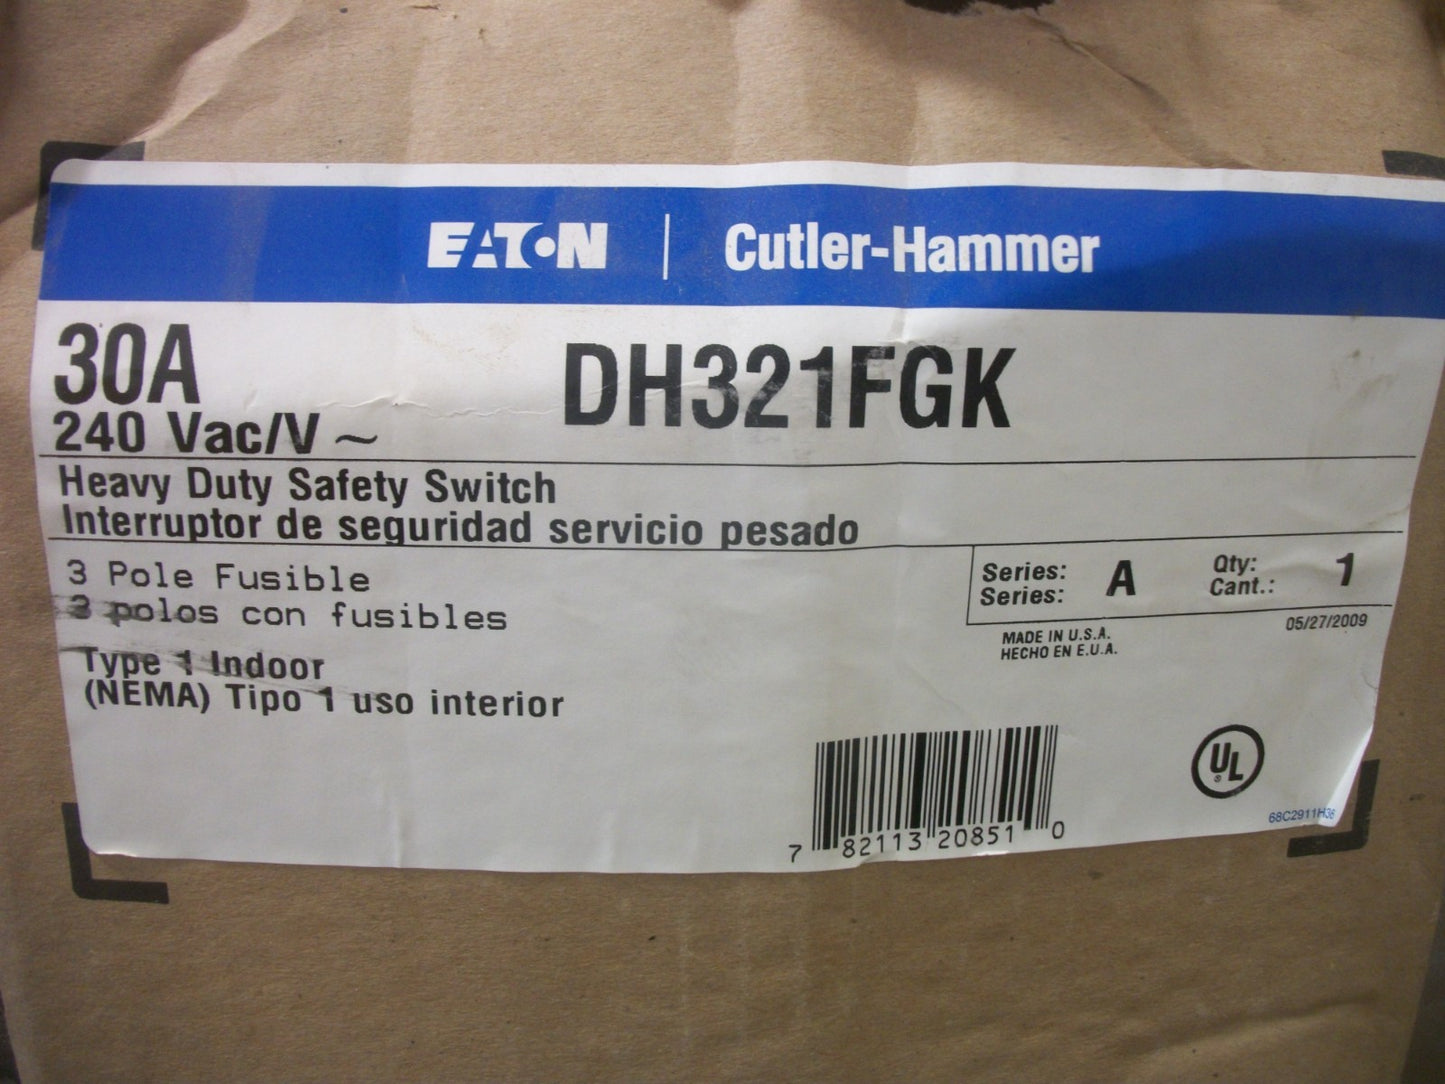 EATON | Cutler-Hammer
30A
DH321FGK
240 Vac/V ~
Heavy Duty Safety Switch
Interruptor de seguridad servicio pesado
3 Pole Fusible
3 polos con fusibles
Series: A Qty: 1
Series: Cant.:
05/27/2009
MADE IN U.S.A.
HECHO EN E.U.A.
Type 1 Indoor
(NEMA) Tipo 1 uso interior
UL ®
7 82113 20851 0
68C2911H36